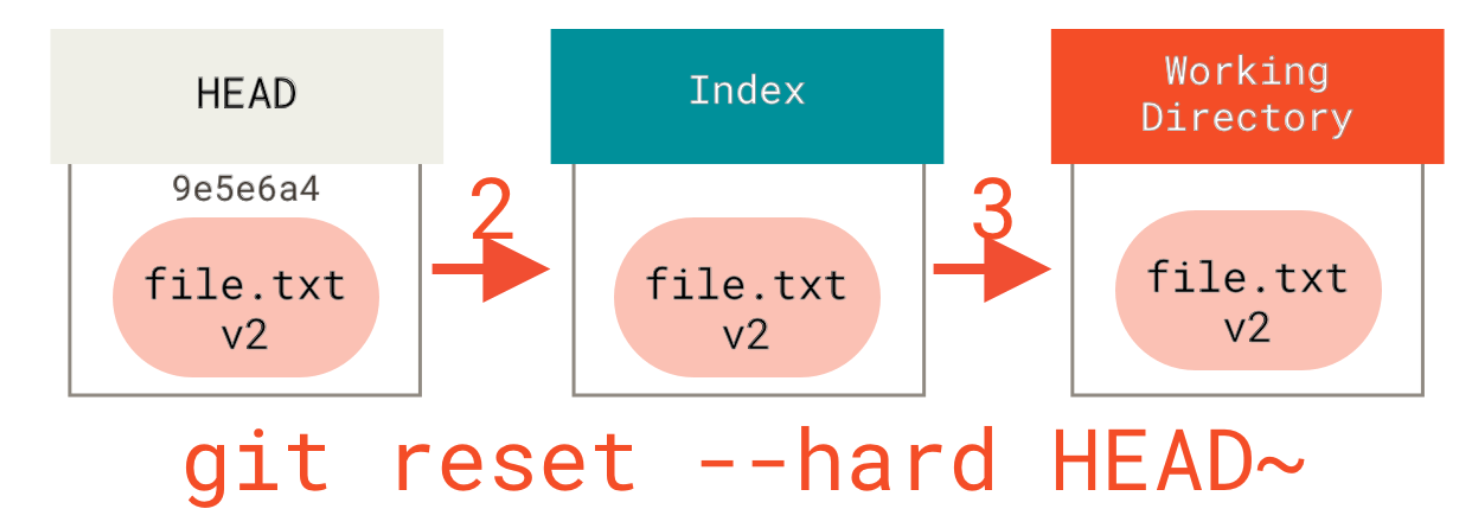 HEAD
Index
Working
Directory
9e5e6a4
2
3
file.txt
v2
file.txt
v2
file.txt
v2
git reset --hard HEAD~